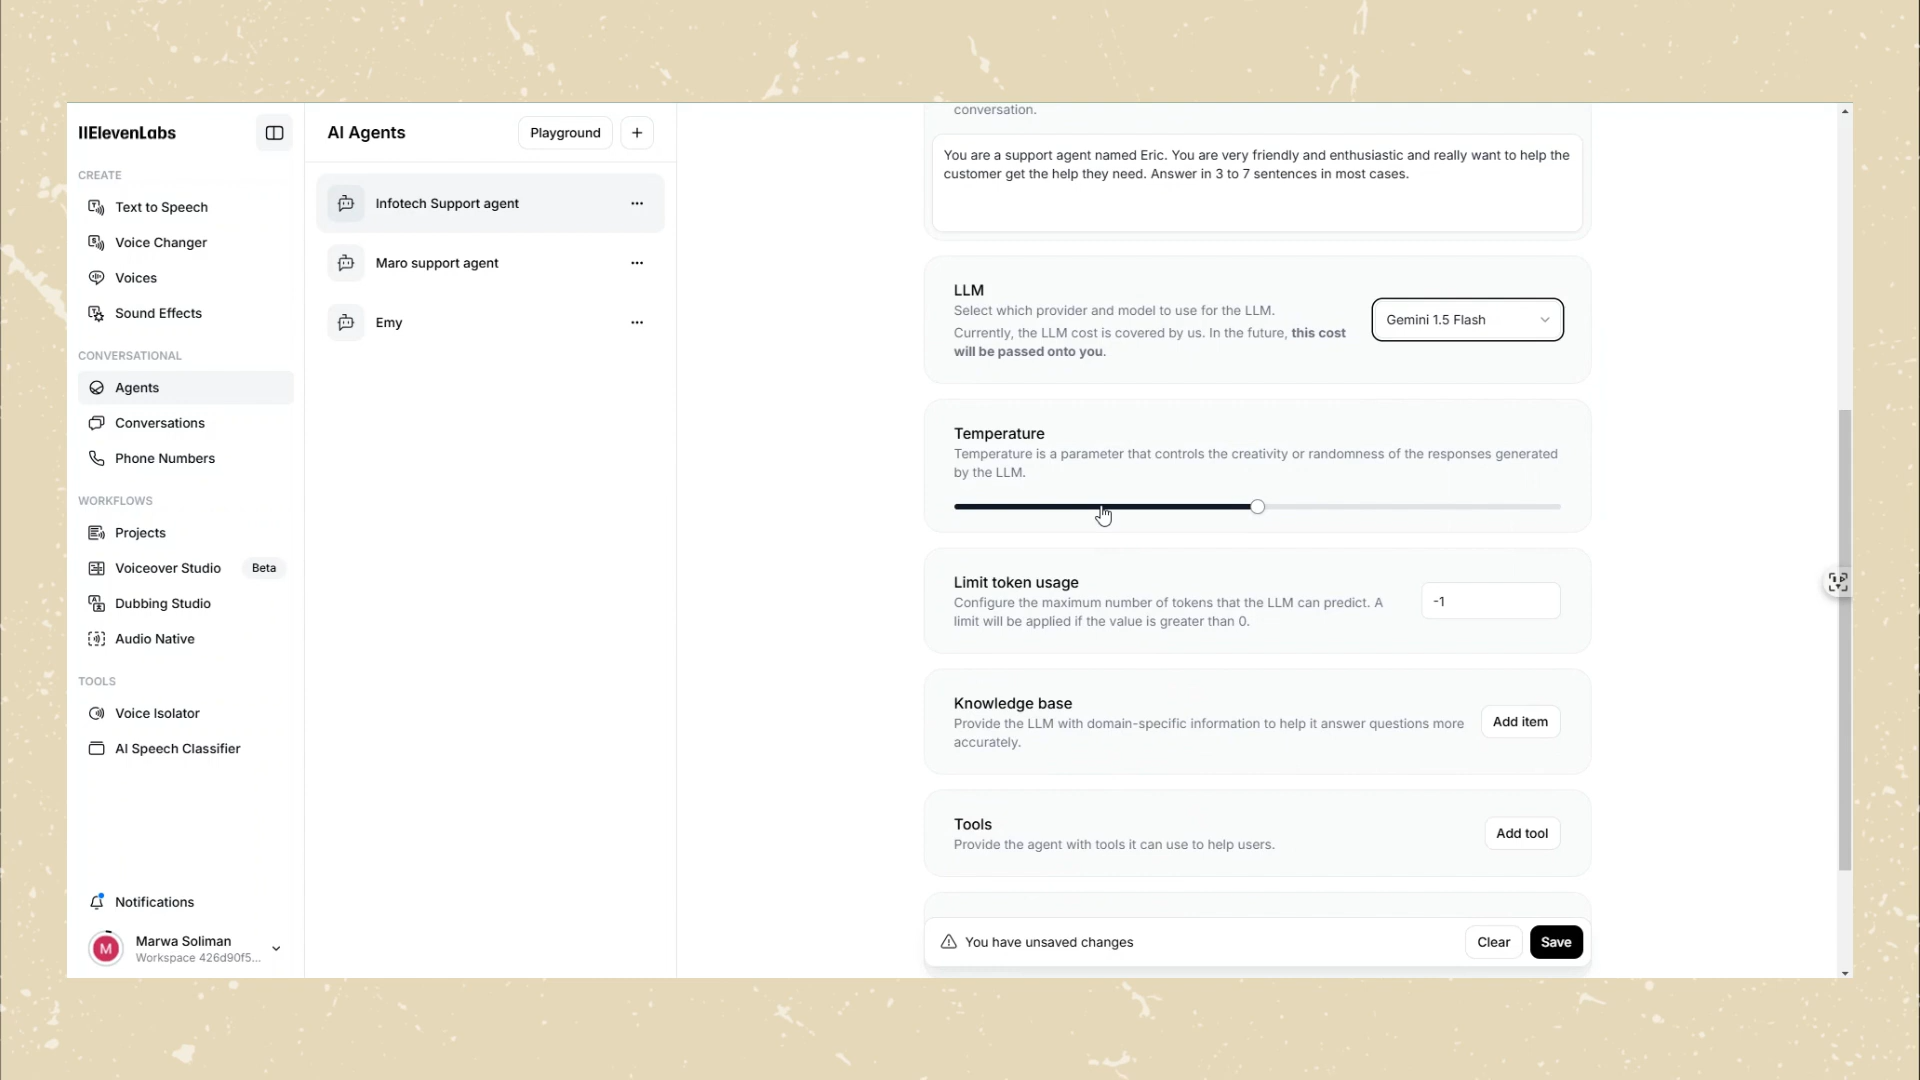 IIElevenLabs
CREATE
Text to Speech
Voice Changer
Voices
Sound Effects
CONVERSATIONAL
Agents
Conversations
Phone Numbers
WORKFLOWS
Projects
Voiceover Studio Beta
Dubbing Studio
Audio Native
TOOLS
Voice Isolator
AI Speech Classifier
Notifications
M
Marwa Soliman
Workspace 426d90f5...
AI Agents
Playground +
Infotech Support agent
Maro support agent
Emy
conversation.
You are a support agent named Eric. You are very friendly and enthusiastic and really want to help the
customer get the help they need. Answer in 3 to 7 sentences in most cases.
LLM
Select which provider and model to use for the LLM.
Currently, the LLM cost is covered by us. In the future, this cost
will be passed onto you.
Gemini 1.5 Flash
Temperature
Temperature is a parameter that controls the creativity or randomness of the responses generated
by the LLM.
Limit token usage
Configure the maximum number of tokens that the LLM can predict. A
limit will be applied if the value is greater than 0.
-1
Knowledge base
Provide the LLM with domain-specific information to help it answer questions more
accurately.
Add item
Tools
Provide the agent with tools it can use to help users.
Add tool
You have unsaved changes
Clear
Save